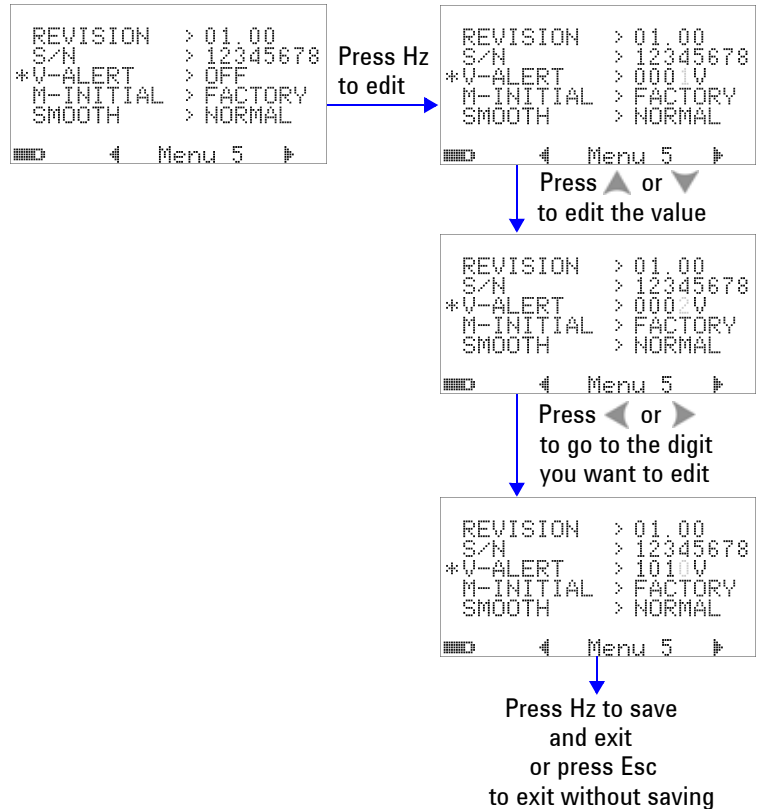 REVISION > 01.00
S/N > 12345678
*V-ALERT > OFF
M-INITIAL > FACTORY
SMOOTH > NORMAL
Menu 5
Press Hz
to edit
REVISION > 01.00
S/N > 12345678
*V-ALERT > 0001V
M-INITIAL > FACTORY
SMOOTH > NORMAL
Menu 5
Press ▲ or ▼
to edit the value
REVISION > 01.00
S/N > 12345678
*V-ALERT > 0002V
M-INITIAL > FACTORY
SMOOTH > NORMAL
Menu 5
Press ◀ or ▶
to go to the digit
you want to edit
REVISION > 01.00
S/N > 12345678
*V-ALERT > 1010V
M-INITIAL > FACTORY
SMOOTH > NORMAL
Menu 5
Press Hz to save
and exit
or press Esc
to exit without saving